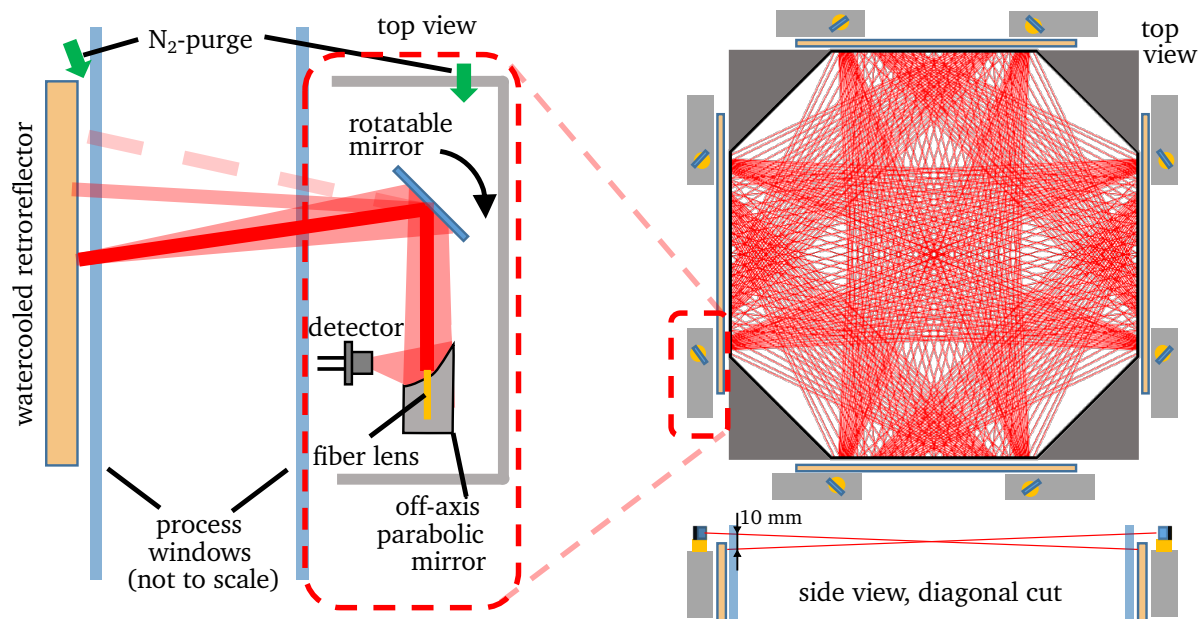 N₂-purge
top view
rotatable
mirror
watercooled retroreflector
detector
fiber lens
off-axis
parabolic
mirror
process
windows
(not to scale)
top
view
10 mm
side view, diagonal cut